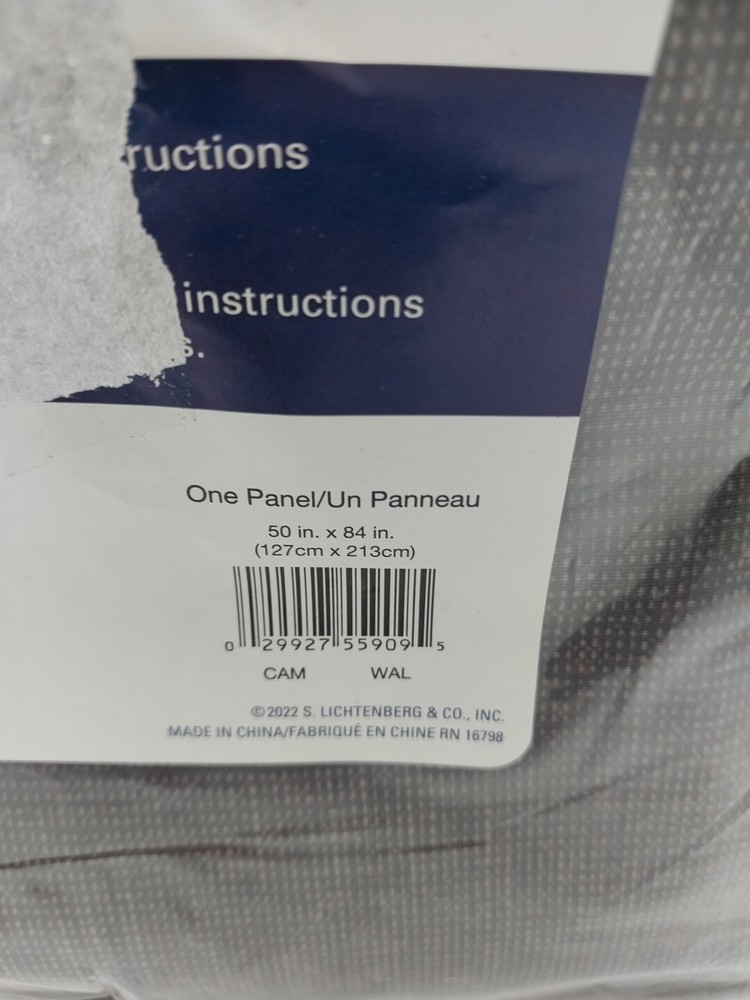 ructions
instructions
s.
One Panel/Un Panneau
50 in. x 84 in.
(127cm x 213cm)
0 29927 55909 5
CAM WAL
©2022 S. LICHTENBERG & CO., INC.
MADE IN CHINA/FABRIQUÉ EN CHINE RN 16798